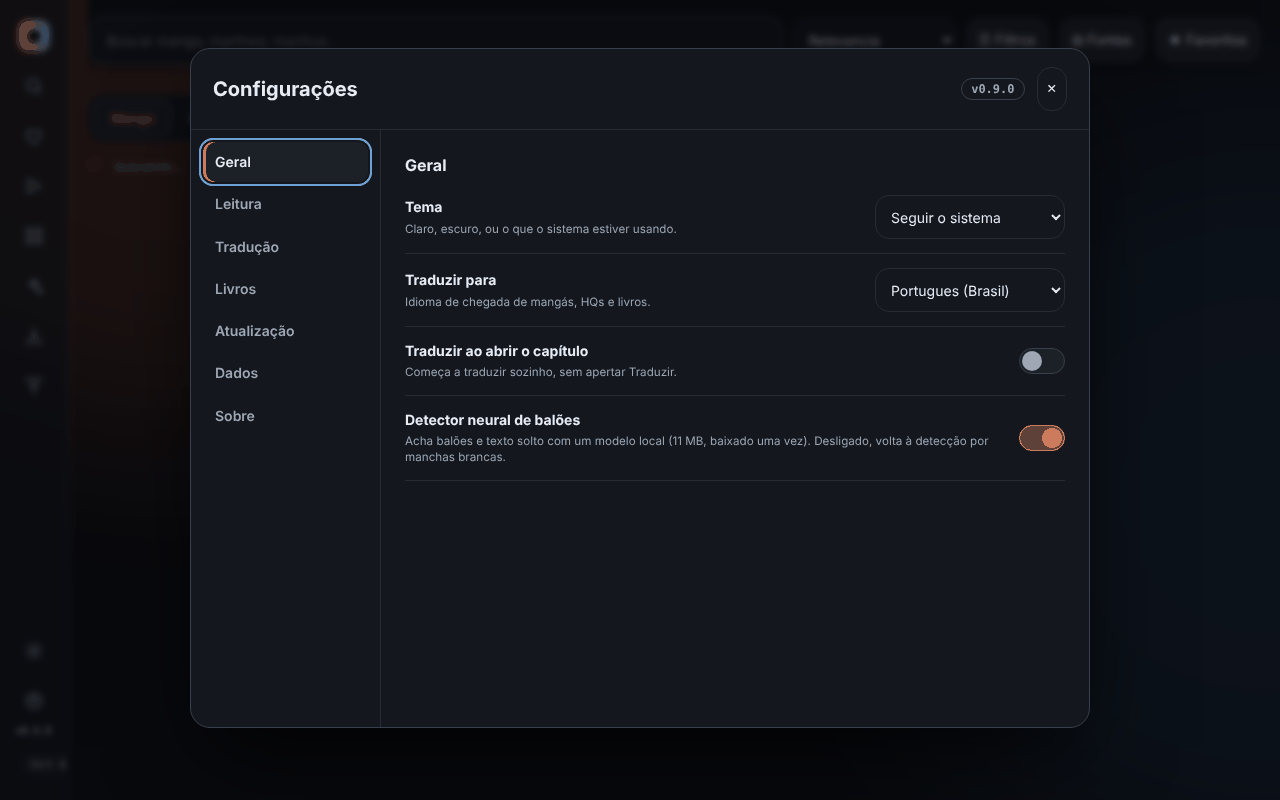 Configurações
v0.9.0
×
Geral
Leitura
Tradução
Livros
Atualização
Dados
Sobre
Geral
Tema
Claro, escuro, ou o que o sistema estiver usando.
Seguir o sistema
Traduzir para
Idioma de chegada de mangás, HQs e livros.
Portugues (Brasil)
Traduzir ao abrir o capítulo
Começa a traduzir sozinho, sem apertar Traduzir.
Detector neural de balões
Acha balões e texto solto com um modelo local (11 MB, baixado uma vez). Desligado, volta à detecção por
manchas brancas.